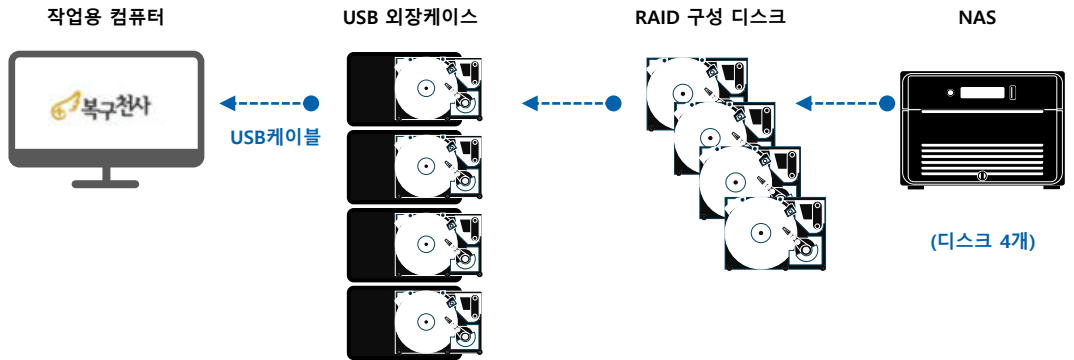 작업용 컴퓨터
USB 외장케이스
RAID 구성 디스크
NAS
복구천사
USB케이블
(디스크 4개)